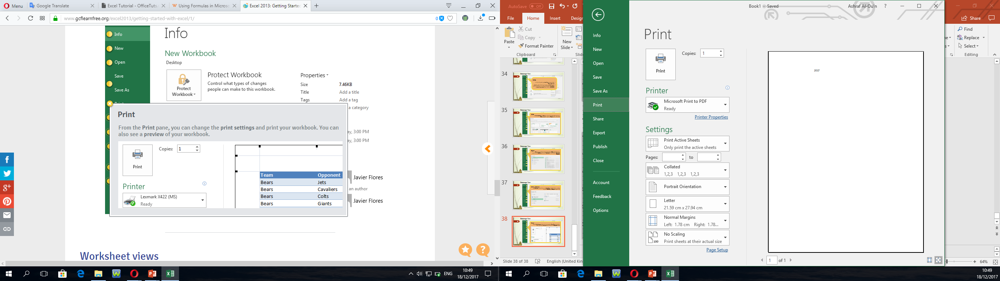 Menu
Google Translate
Excel Tutorial - OfficeTuts.
Using Formulas in Micros
Excel 2013: Getting Started
www.gcflearnfree.org/excel2013/getting-started-with-excel/1/
0
Info
New
Open
Save
Save As
Info
New Workbook
Desktop
Protect
Workbook
Protect Workbook
Control what types of changes
people can make to this workbook.
Properties
Size 7.46KB
Title Add a title
Tags Add a tag
a category
ay, 3:00 PM
ay, 3:00 PM
Javier Flores
an author
Javier Flores
Print
From the Print pane, you can change the print settings and print your workbook. You can
also see a preview of your workbook.
Print
Copies: 1
Printer
Lexmark X422 (MS)
Ready
Team Opponent
Bears Jets
Bears Cavaliers
Bears Colts
Bears Giants
Worksheet views
ENG
10:49
18/12/2017
AutoSave Off
File Home Insert Design
Paste
Cut
Copy
Format Painter
Clipboard
New
Slide
34
35
36
37
38
Slide 38 of 38
English (United Kin
Book1 - Saved
Ashraf Al-Ou'n
?
Info
New
Open
Save
Save As
Print
Share
Export
Publish
Close
Account
Feedback
Options
Print
Print
Copies: 1
Printer
Microsoft Print to PDF
Ready
Printer Properties
Settings
Print Active Sheets
Only print the active sheets
Pages: to
Collated
1,2,3 1,2,3 1,2,3
Portrait Orientation
Letter
21.59 cm x 27.94 cm
Normal Margins
Left: 1.78 cm Right: 1.78...
No Scaling
Print sheets at their actual size
100
Page Setup
2017
1 of 1
Share
Find
Replace
Select
Editing
64%
10:49
18/12/2017